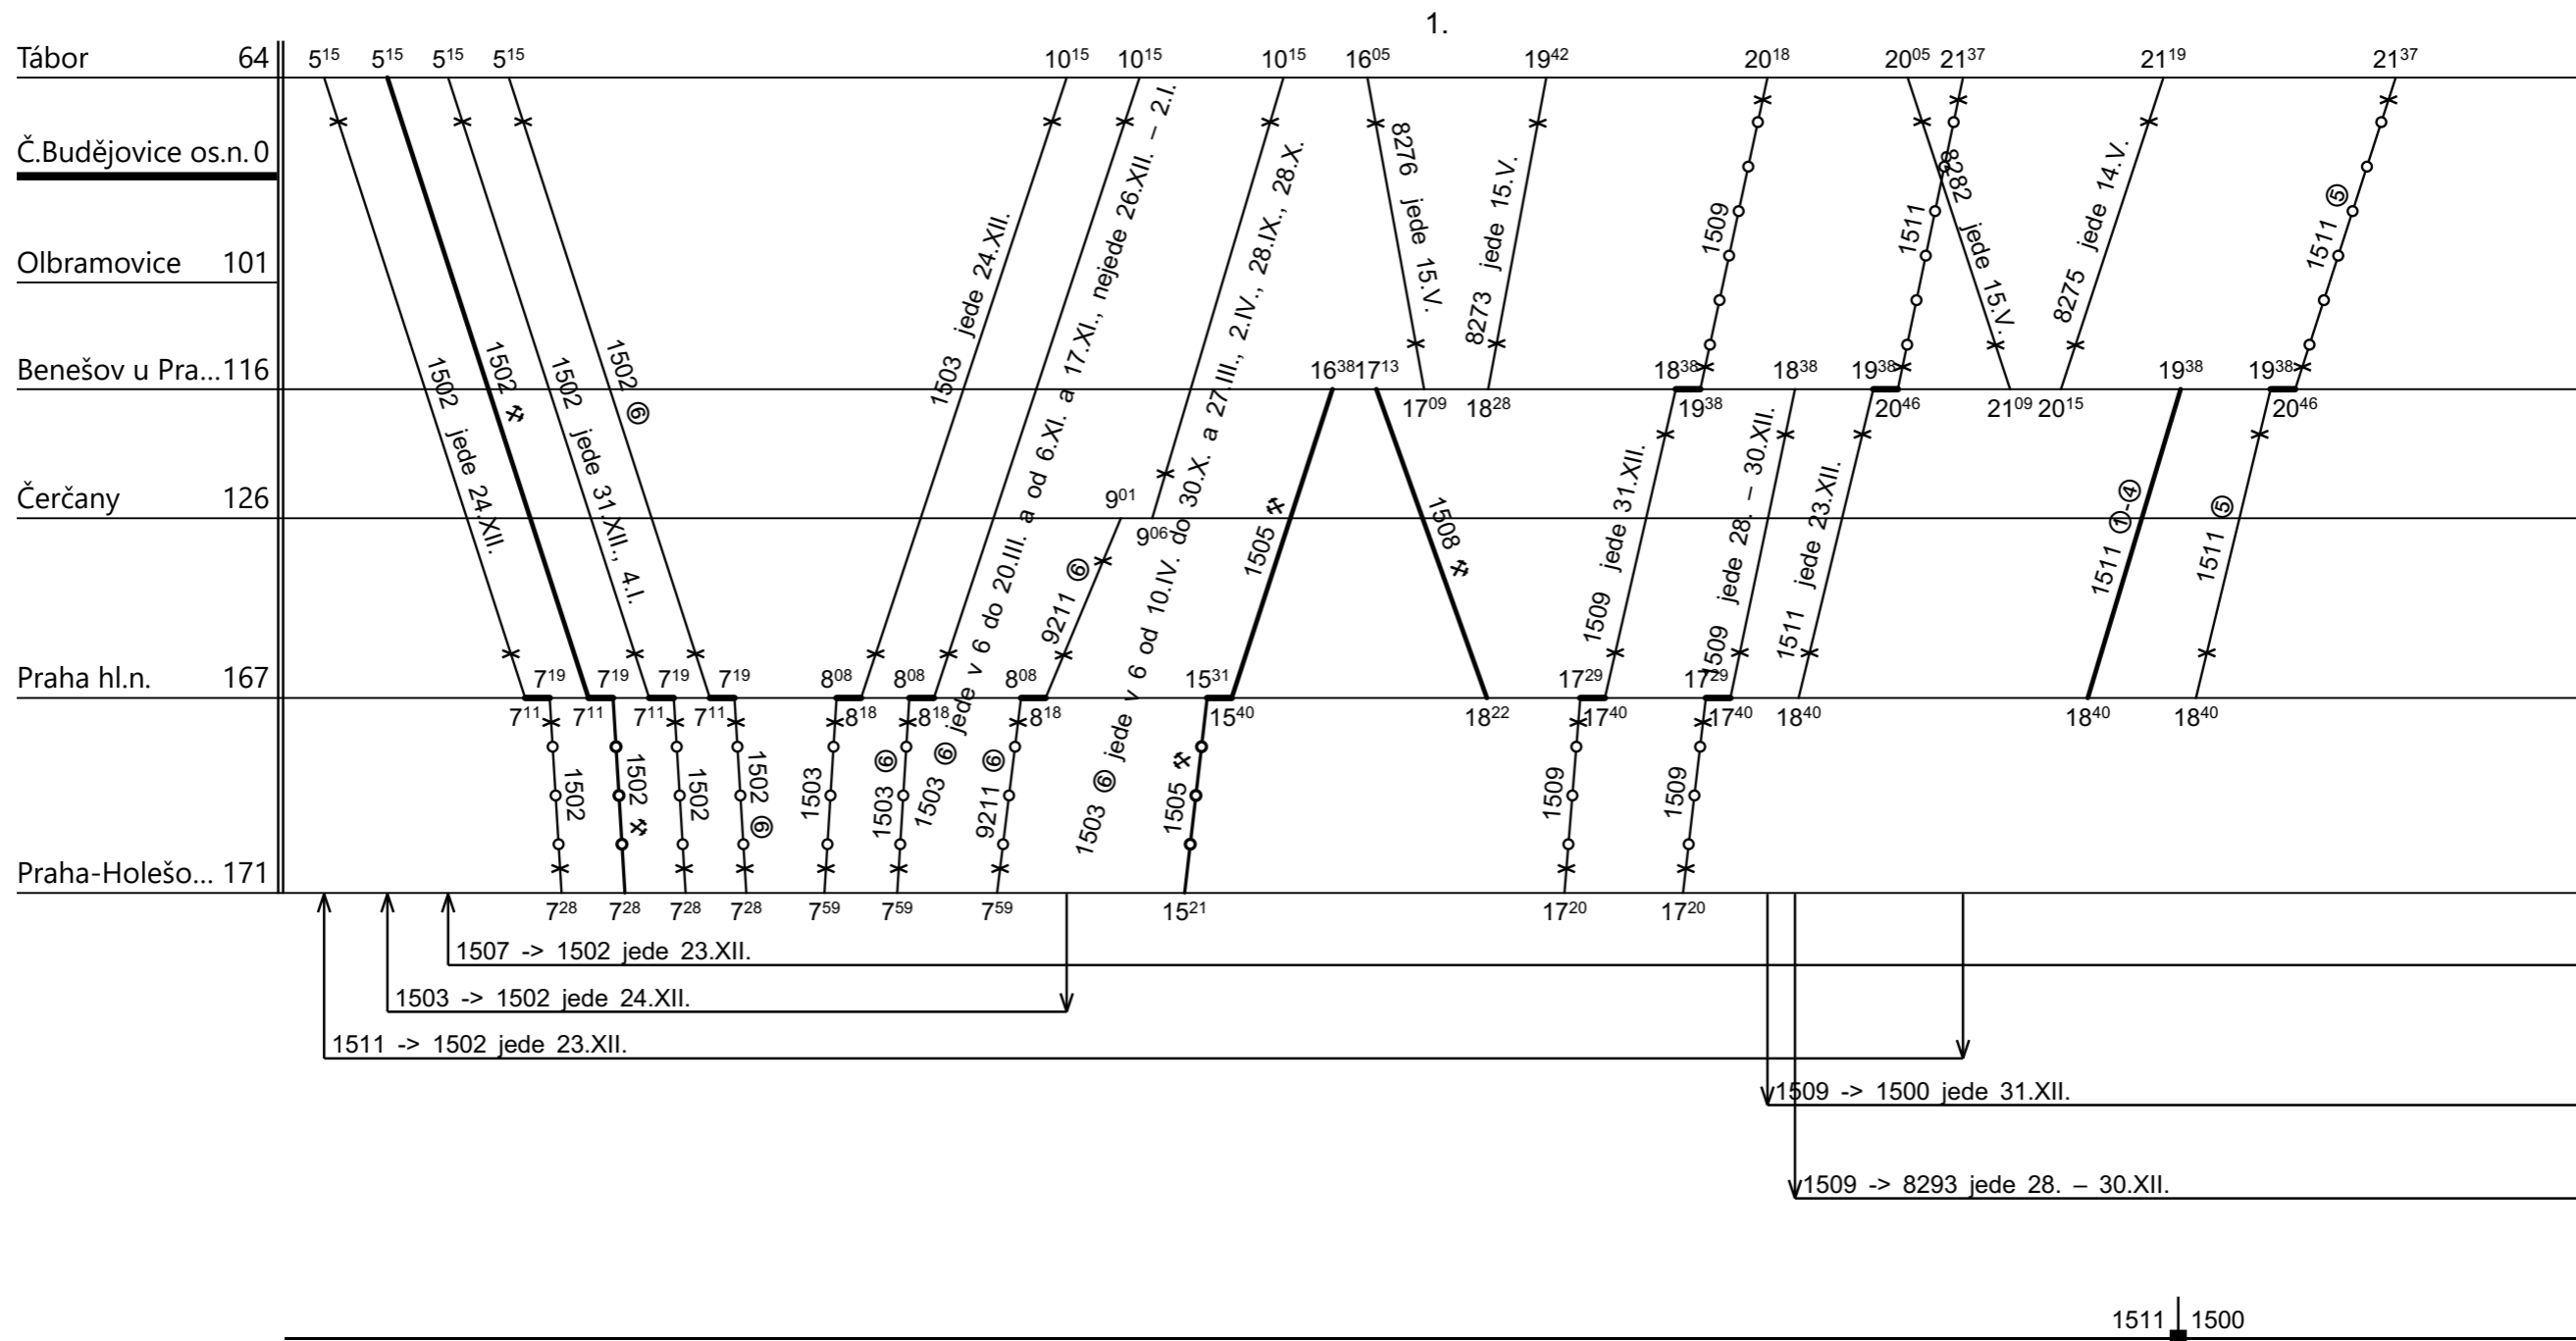 1.
Tábor 64 5¹⁵ 5¹⁵ 5¹⁵ 5¹⁵ 10¹⁵ 10¹⁵ 10¹⁵ 16⁰⁵ 19⁴² 20¹⁸ 20⁰⁵ 21³⁷ 21¹⁹ 21³⁷
Č.Budějovice os.n. 0
Olbramovice 101
Benešov u Pra... 116 16³⁸ 17¹³ 18³⁸ 18³⁸ 19³⁸ 19³⁸ 19³⁸
17⁰⁹ 18²⁸ 19³⁸ 20⁴⁶ 21⁰⁹ 20¹⁵ 20⁴⁶
Čerčany 126 9⁰¹
9⁰⁶
Praha hl.n. 167 7¹⁹ 7¹⁹ 7¹⁹ 7¹⁹ 8⁰⁸ 8⁰⁸ 8⁰⁸ 15³¹ 17²⁹ 17²⁹
7¹¹ 7¹¹ 7¹¹ 7¹¹ 8¹⁸ 8¹⁸ 8¹⁸ 15⁴⁰ 18²² 17⁴⁰ 17⁴⁰ 18⁴⁰ 18⁴⁰ 18⁴⁰
Praha-Holešo... 171
7²⁸ 7²⁸ 7²⁸ 7²⁸ 7⁵⁹ 7⁵⁹ 7⁵⁹ 15²¹ 17²⁰ 17²⁰
1502 jede 24.XII.
1502 ⚒
1502 jede 31.XII., 4.I.
1502 ⑥
1503 jede 24.XII.
1503 ⑥ jede v 6 do 20.III. a od 6.XI. a 17.XI., nejede 26.XII. – 2.I.
1503 ⑥ jede v 6 od 10.IV. do 30.X. a 27.III., 2.IV., 28.IX., 28.X.
9211 ⑥
1505 ⚒
8276 jede 15.V.
8273 jede 15.V.
1508 ⚒
1509
1509 jede 31.XII.
1509 jede 28. – 30.XII.
1511
1511 jede 23.XII.
8282 jede 15.V.
8275 jede 14.V.
1511 ①-④
1511 ⑤
1511 ⑤
1502
1502 ⚒
1502
1502 ⑥
1503
1503 ⑥
9211 ⑥
1505 ⚒
1509
1509
1507 -> 1502 jede 23.XII.
1503 -> 1502 jede 24.XII.
1511 -> 1502 jede 23.XII.
1509 -> 1500 jede 31.XII.
1509 -> 8293 jede 28. – 30.XII.
1511 1500